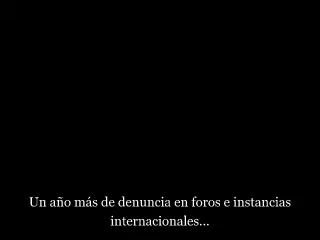 Un año más de denuncia en foros e instancias
internacionales...